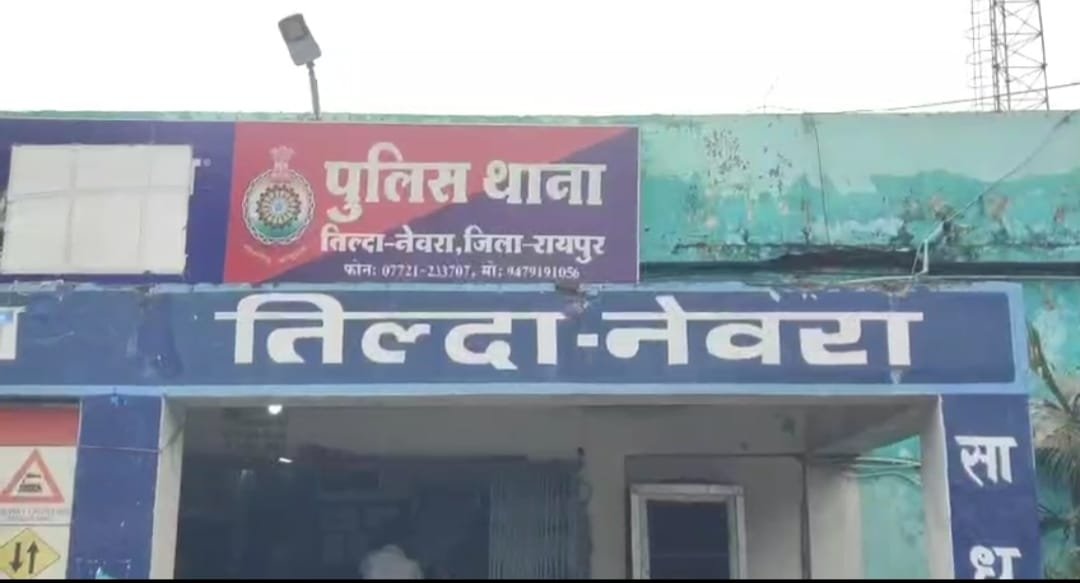 पुलिस थाना
तिल्दा-नेवरा, जिला-रायपुर
फोन: 07721-233707, मो: 9479191056
तिल्दा-नेवरा
सा
ध